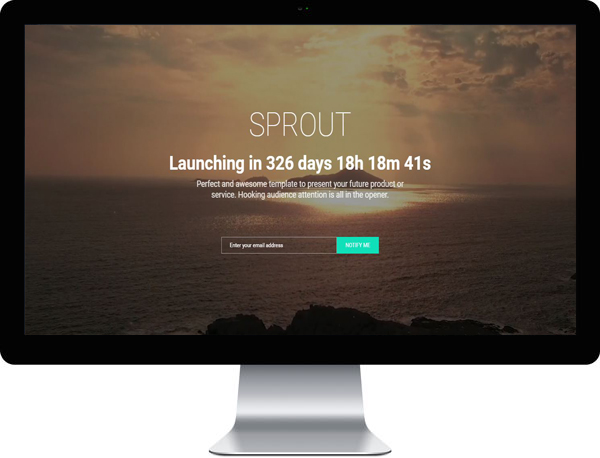 SPROUT
Launching in 326 days 18h 18m 41s
Perfect and awesome template to present your future product or
service. Hooking audience attention is all in the opener.
Enter your email address
NOTIFY ME